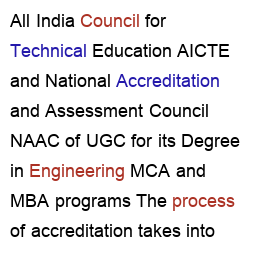 All India Council for
Technical Education AICTE
and National Accreditation
and Assessment Council
NAAC of UGC for its Degree
in Engineering MCA and
MBA programs The process
of accreditation takes into